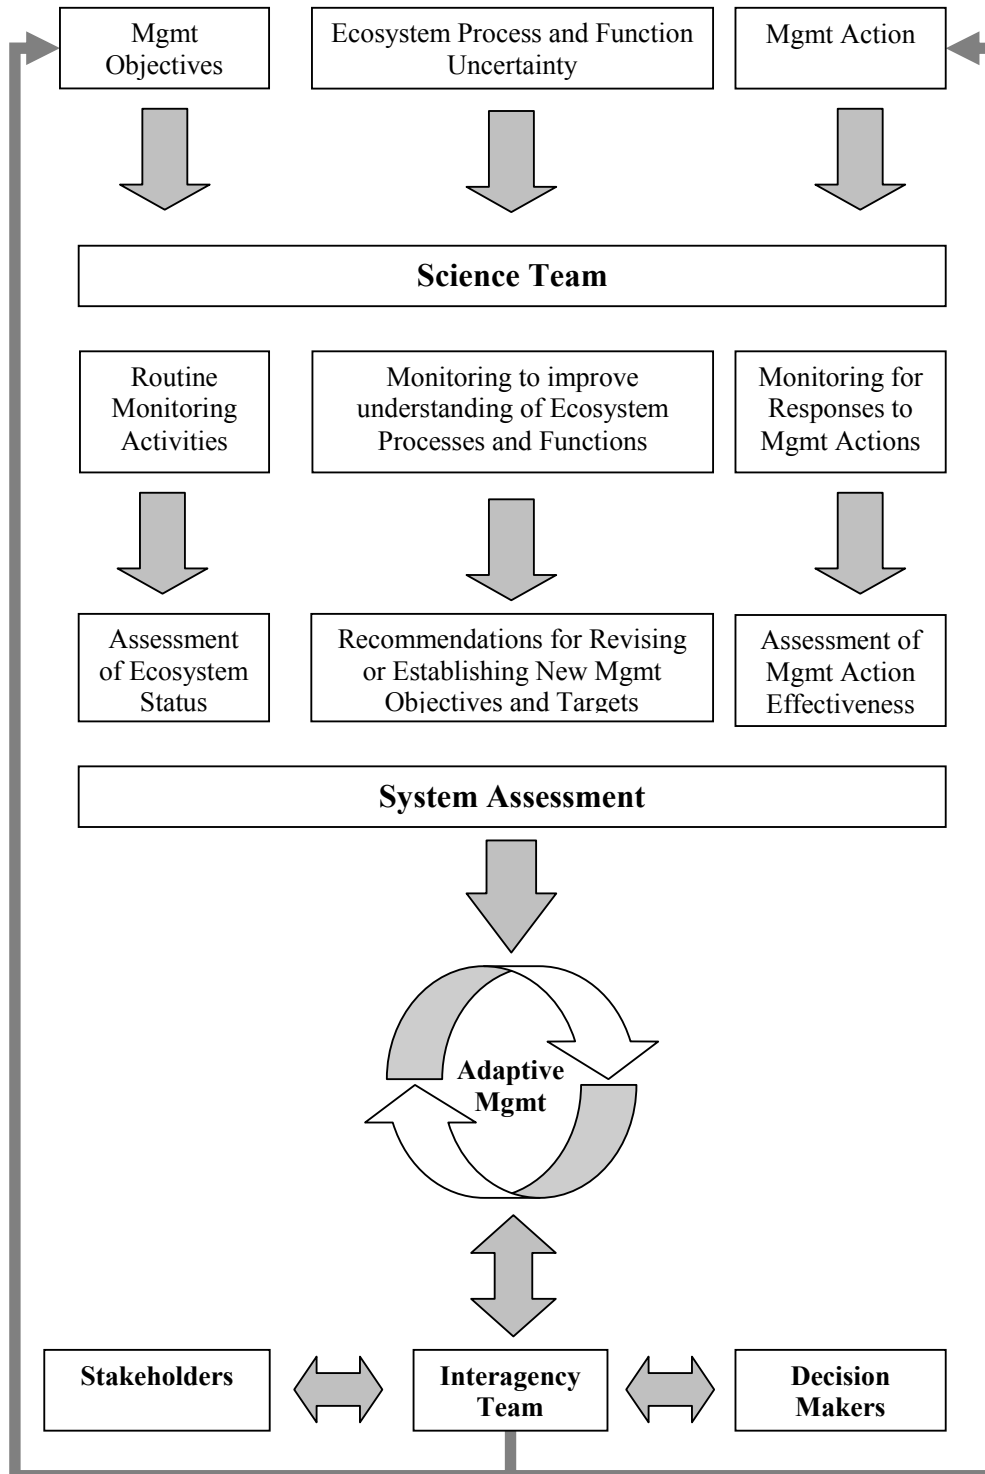 Mgmt
Objectives
Ecosystem Process and Function
Uncertainty
Mgmt Action
Science Team
Routine
Monitoring
Activities
Monitoring to improve
understanding of Ecosystem
Processes and Functions
Monitoring for
Responses to
Mgmt Actions
Assessment
of Ecosystem
Status
Recommendations for Revising
or Establishing New Mgmt
Objectives and Targets
Assessment of
Mgmt Action
Effectiveness
System Assessment
Adaptive
Mgmt
Stakeholders
Interagency
Team
Decision
Makers